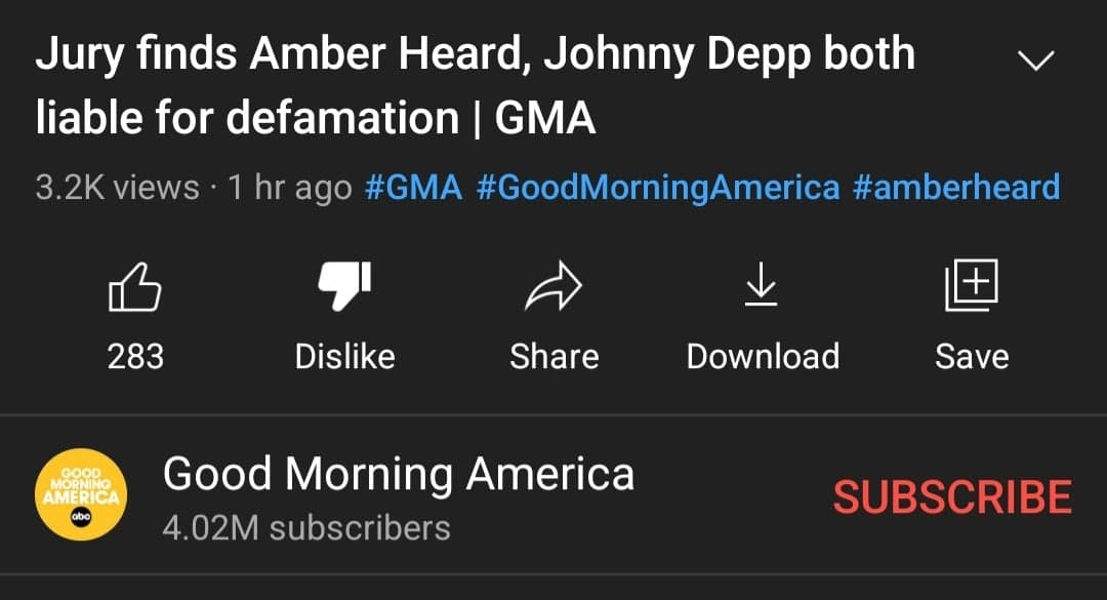 Jury finds Amber Heard, Johnny Depp both
liable for defamation | GMA
3.2K views · 1 hr ago #GMA #GoodMorningAmerica #amberheard
283 Dislike Share Download Save
GOOD
MORNING
AMERICA
abc
Good Morning America
4.02M subscribers
SUBSCRIBE